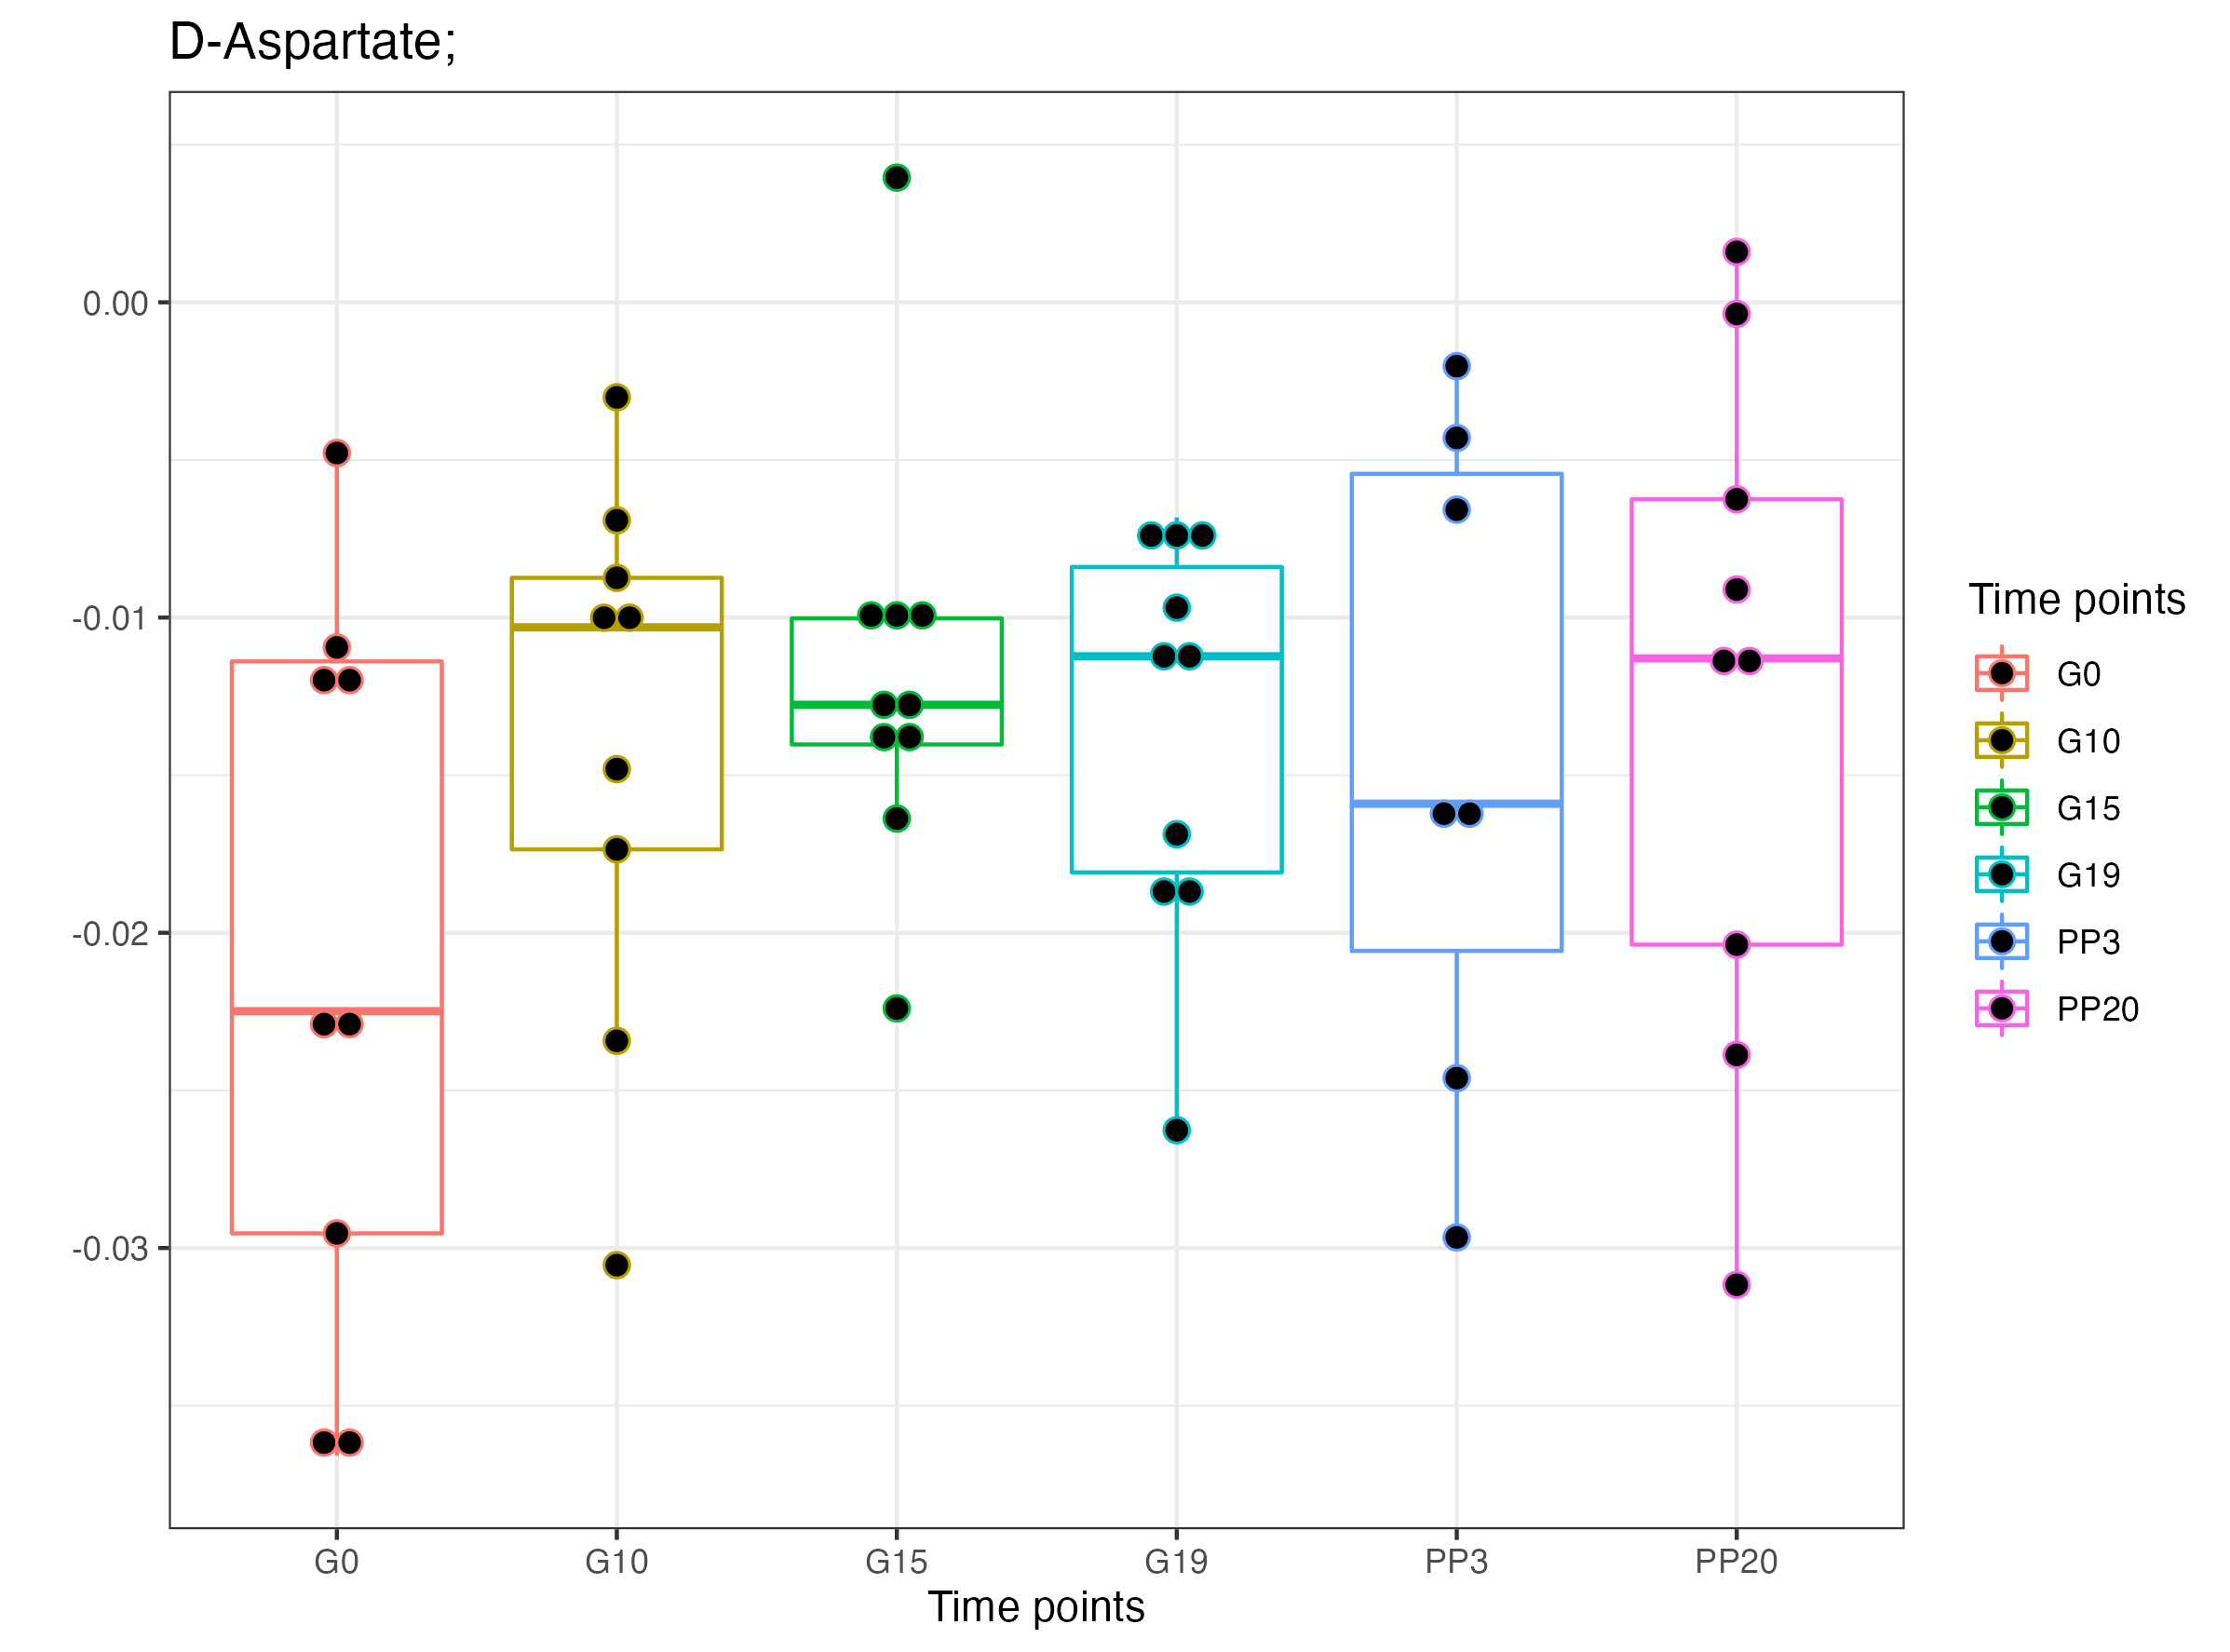 D-Aspartate;
0.00
-0.01
-0.02
-0.03
G0 G10 G15 G19 PP3 PP20
Time points
Time points
G0
G10
G15
G19
PP3
PP20